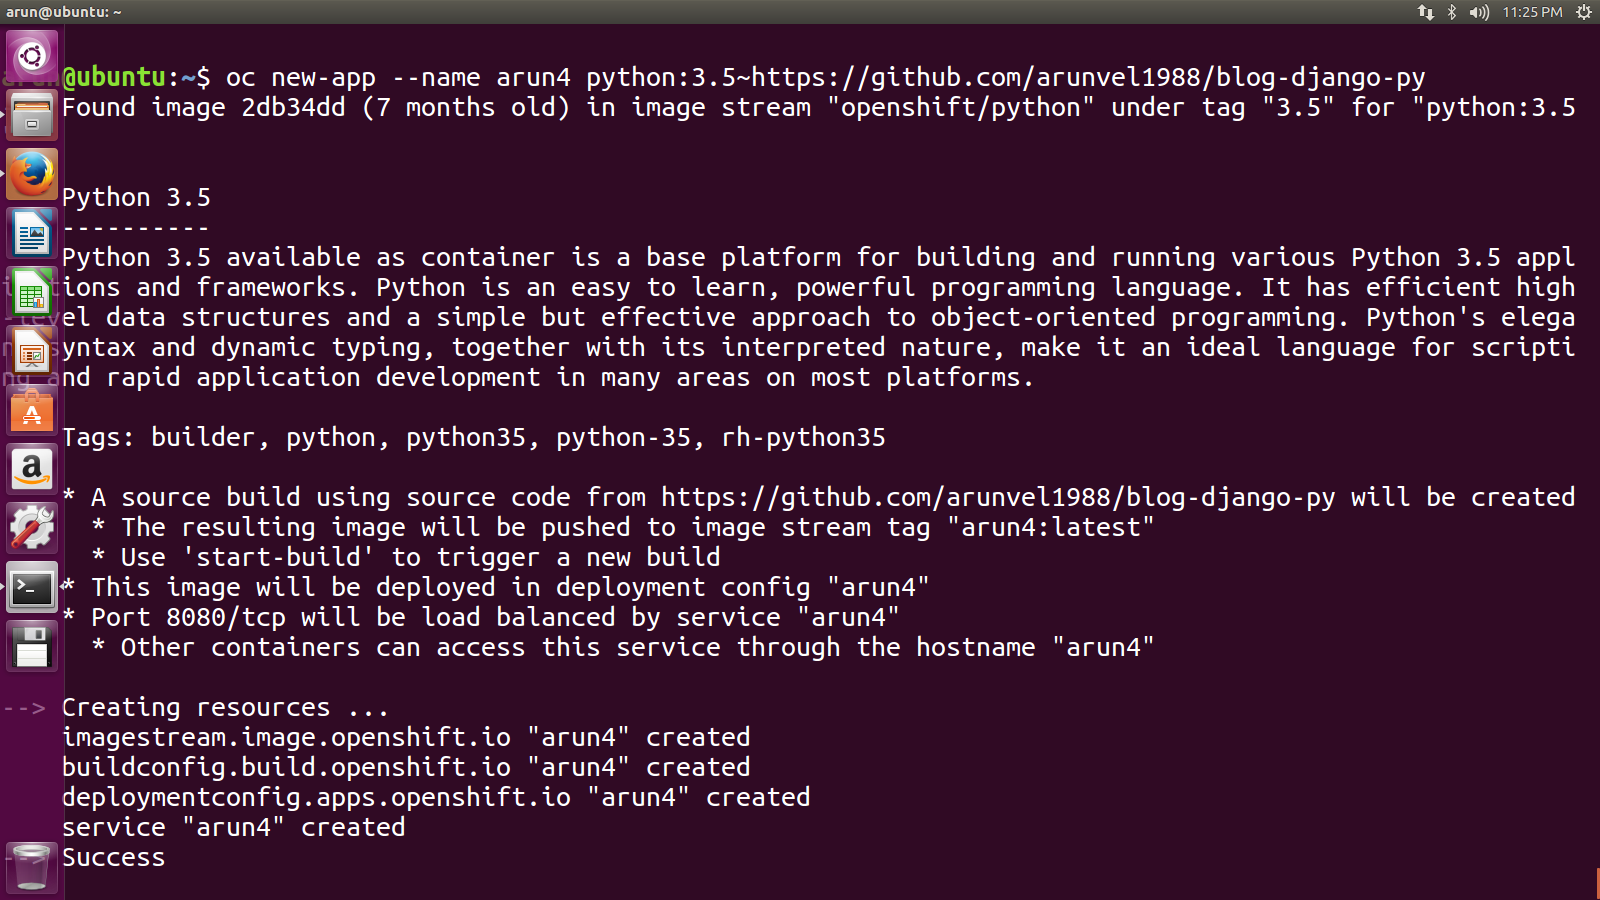 arun@ubuntu: ~
11:25 PM
@ubuntu:~$ oc new-app --name arun4 python:3.5~https://github.com/arunvel1988/blog-django-py
Found image 2db34dd (7 months old) in image stream "openshift/python" under tag "3.5" for "python:3.5
Python 3.5
----------
Python 3.5 available as container is a base platform for building and running various Python 3.5 appl
tions and frameworks. Python is an easy to learn, powerful programming language. It has efficient high
-level data structures and a simple but effective approach to object-oriented programming. Python's elega
syntax and dynamic typing, together with its interpreted nature, make it an ideal language for scripti
ng and rapid application development in many areas on most platforms.
Tags: builder, python, python35, python-35, rh-python35
* A source build using source code from https://github.com/arunvel1988/blog-django-py will be created
* The resulting image will be pushed to image stream tag "arun4:latest"
* Use 'start-build' to trigger a new build
* This image will be deployed in deployment config "arun4"
* Port 8080/tcp will be load balanced by service "arun4"
* Other containers can access this service through the hostname "arun4"
--> Creating resources ...
imagestream.image.openshift.io "arun4" created
buildconfig.build.openshift.io "arun4" created
deploymentconfig.apps.openshift.io "arun4" created
service "arun4" created
--> Success